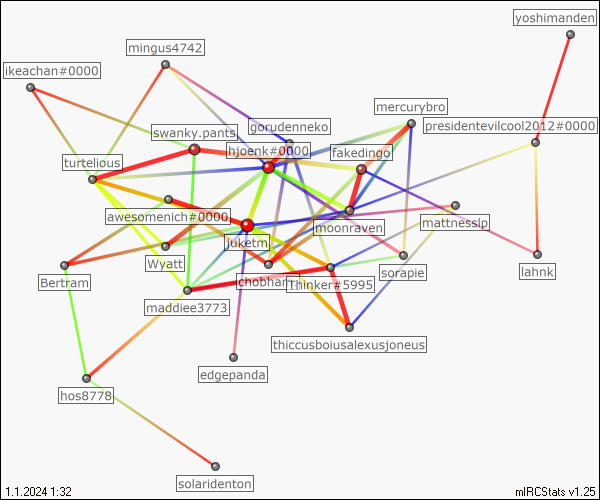 yoshimanden
mingus4742
ikeachan#0000
mercurybro
gorudenneko
presidentevilcool2012#0000
swanky.pants
hjoenk#0000
fakedingo
turtelious
awesomenich#0000
mattnesslp
moonraven
juketm
Wyatt
sorapie
lahnk
Bertram
chobham
Thinker#5995
maddiee3773
thiccusboiusalexusjoneus
edgepanda
hos8778
solaridenton
1.1.2024 1:32
mIRCStats v1.25